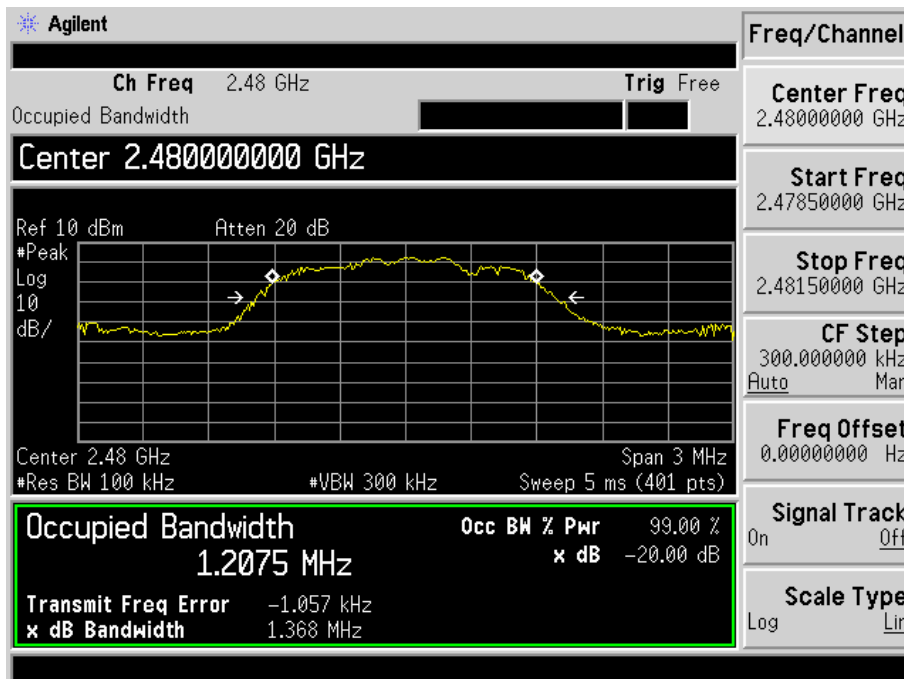 Agilent
Freq/Channel
Ch Freq 2.48 GHz Trig Free
Occupied Bandwidth
Center 2.480000000 GHz
Ref 10 dBm Atten 20 dB
#Peak
Log
10
dB/
Center 2.48 GHz Span 3 MHz
#Res BW 100 kHz #VBW 300 kHz Sweep 5 ms (401 pts)
Occupied Bandwidth Occ BW % Pwr 99.00 %
1.2075 MHz x dB -20.00 dB
Transmit Freq Error -1.057 kHz
x dB Bandwidth 1.368 MHz
Center Freq
2.48000000 GHz
Start Freq
2.47850000 GHz
Stop Freq
2.48150000 GHz
CF Step
300.000000 kHz
Auto Man
Freq Offset
0.00000000 Hz
Signal Track
On Off
Scale Type
Log Lin